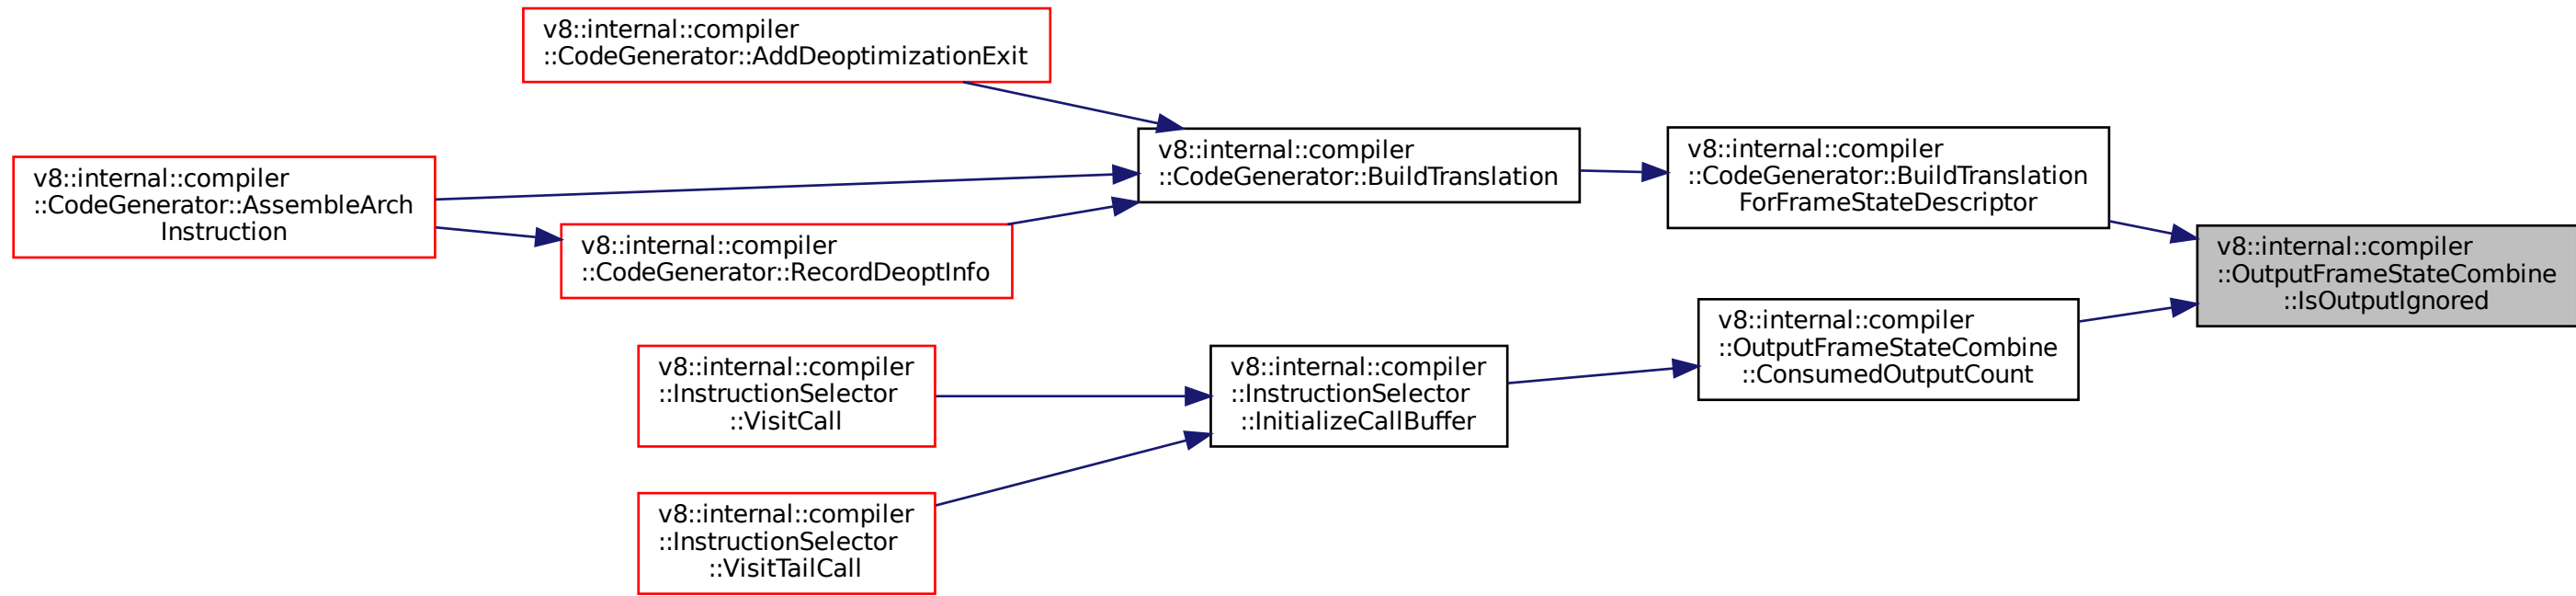 v8::internal::compiler
::CodeGenerator::AddDeoptimizationExit
v8::internal::compiler
::CodeGenerator::AssembleArch
Instruction
v8::internal::compiler
::CodeGenerator::RecordDeoptInfo
v8::internal::compiler
::CodeGenerator::BuildTranslation
v8::internal::compiler
::CodeGenerator::BuildTranslation
ForFrameStateDescriptor
v8::internal::compiler
::OutputFrameStateCombine
::IsOutputIgnored
v8::internal::compiler
::OutputFrameStateCombine
::ConsumedOutputCount
v8::internal::compiler
::InstructionSelector
::InitializeCallBuffer
v8::internal::compiler
::InstructionSelector
::VisitCall
v8::internal::compiler
::InstructionSelector
::VisitTailCall